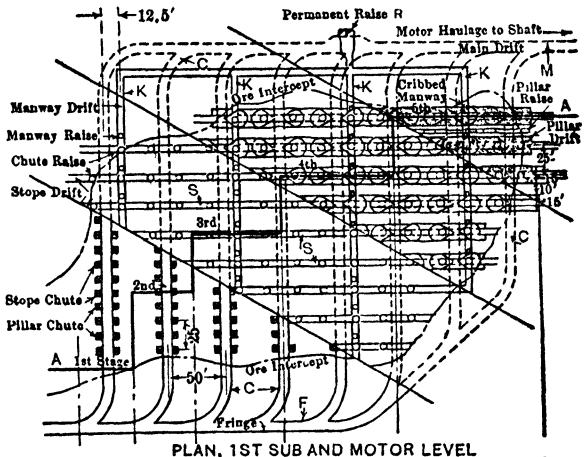 12,5'
Permanent Raise R
Motor Haulage to Shaft
Main Drift
C
M
K
K
K
K
Ore Intercept
Cribbed
Manway
6th
Pillar
Raise
A
Manway Drift
Manway Raise
Chute Raise
Stope Drift
Pillar
Drift
25'
10'
15'
4th
S
3rd
S
C
Stope Chute
Pillar Chute
2nd
25'
A
1st Stage
50'
Ore Intercept
C
F
Fringe
PLAN, 1ST SUB AND MOTOR LEVEL